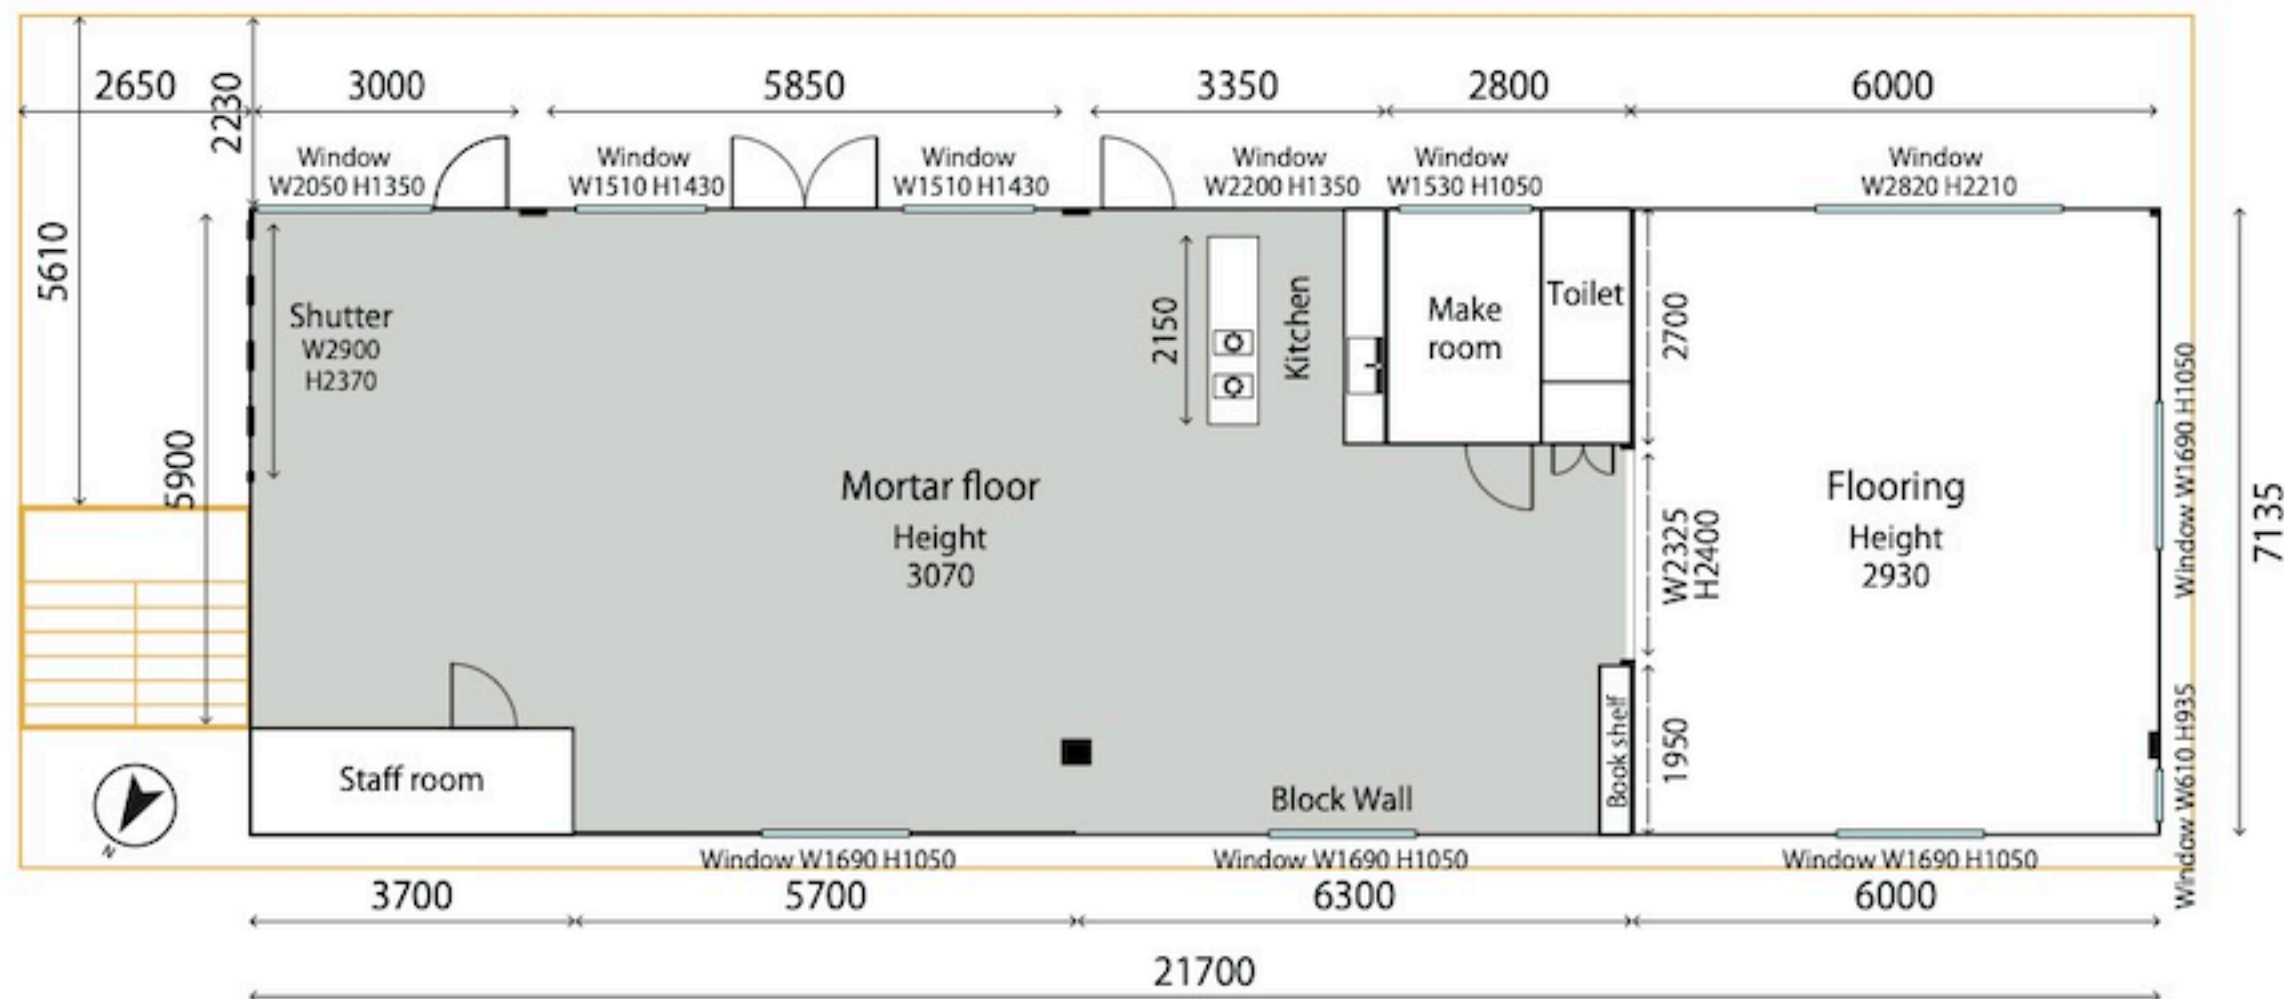 2650
2230
3000
5850
3350
2800
6000
Window
W2050 H1350
Window
W1510 H1430
Window
W1510 H1430
Window
W2200 H1350
Window
W1530 H1050
Window
W2820 H2210
5610
5900
Shutter
W2900
H2370
2150
Kitchen
Make
room
Toilet
2700
Window W1690 H1050
7135
Mortar floor
Height
3070
W2325
H2400
Flooring
Height
2930
Staff room
Block Wall
Book shelf
1950
Window W610 H935
N
Window W1690 H1050
Window W1690 H1050
Window W1690 H1050
3700
5700
6300
6000
21700